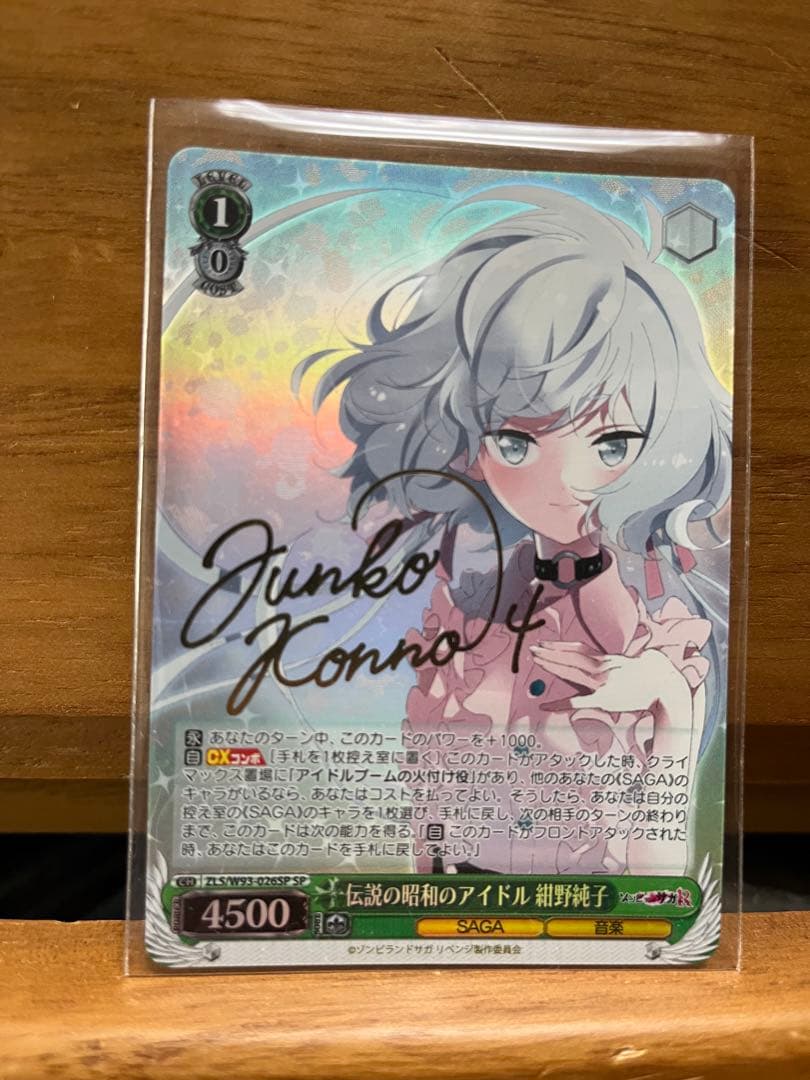 LEVEL
1
0
COST
Junko
Konno 4
永 あなたのターン中、このカードのパワーを+1000。
自 CXコンボ [手札を1枚控え室に置く] このカードがアタックした時、クライ
マックス置場に「アイドルブームの火付け役」があり、他のあなたの《SAGA》の
キャラがいるなら、あなたはコストを払ってよい。そうしたら、あなたは自分の
控え室の《SAGA》のキャラを1枚選び、手札に戻し、次の相手のターンの終わり
まで、このカードは次の能力を得る。『自 このカードがフロントアタックされた
時、あなたはこのカードを手札に戻してよい。』
ZLS/W93-026SP SP
伝説の昭和のアイドル 紺野純子
4500
SAGA
音楽
©ゾンビランドサガ リベンジ製作委員会